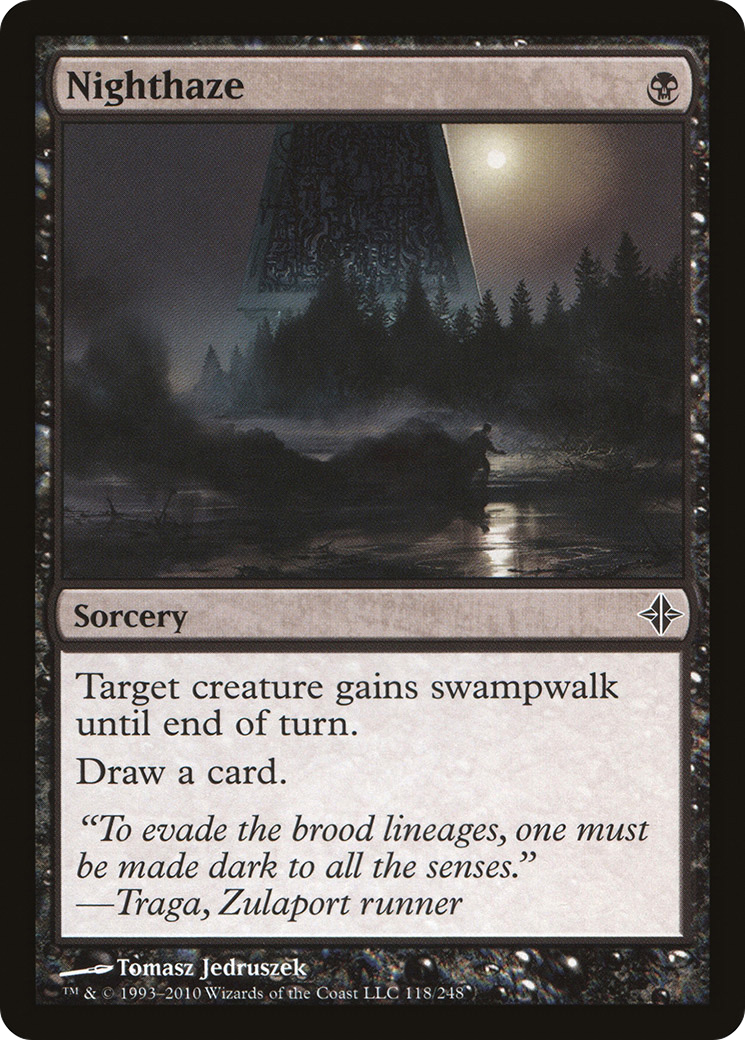 Nighthaze
Sorcery
Target creature gains swampwalk
until end of turn.
Draw a card.
“To evade the brood lineages, one must
be made dark to all the senses.”
—Traga, Zulaport runner
Tomasz Jedruszek
™ & © 1993–2010 Wizards of the Coast LLC 118/248